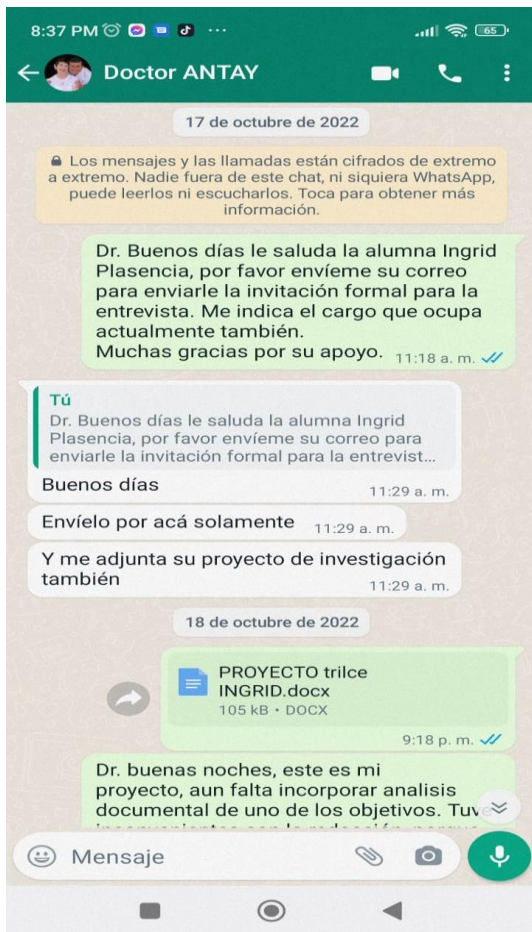 8:37 PM
65
Doctor ANTAY
17 de octubre de 2022
Los mensajes y las llamadas están cifrados de extremo
a extremo. Nadie fuera de este chat, ni siquiera WhatsApp,
puede leerlos ni escucharlos. Toca para obtener más
información.
Dr. Buenos días le saluda la alumna Ingrid
Plasencia, por favor envíeme su correo
para enviarle la invitación formal para la
entrevista. Me indica el cargo que ocupa
actualmente también.
Muchas gracias por su apoyo. 11:18 a. m.
Tú
Dr. Buenos días le saluda la alumna Ingrid
Plasencia, por favor envíeme su correo para
enviarle la invitación formal para la entrevist...
Buenos días 11:29 a. m.
Envíelo por acá solamente 11:29 a. m.
Y me adjunta su proyecto de investigación
también 11:29 a. m.
18 de octubre de 2022
PROYECTO trilce
INGRID.docx
105 kB • DOCX
9:18 p. m.
Dr. buenas noches, este es mi
proyecto, aun falta incorporar analisis
documental de uno de los objetivos. Tuve
Mensaje